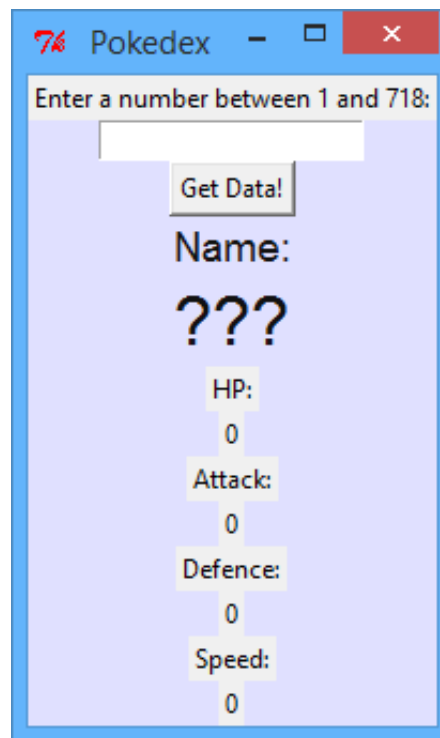 Pokedex
Enter a number between 1 and 718:
Get Data!
Name:
???
HP:
0
Attack:
0
Defence:
0
Speed:
0